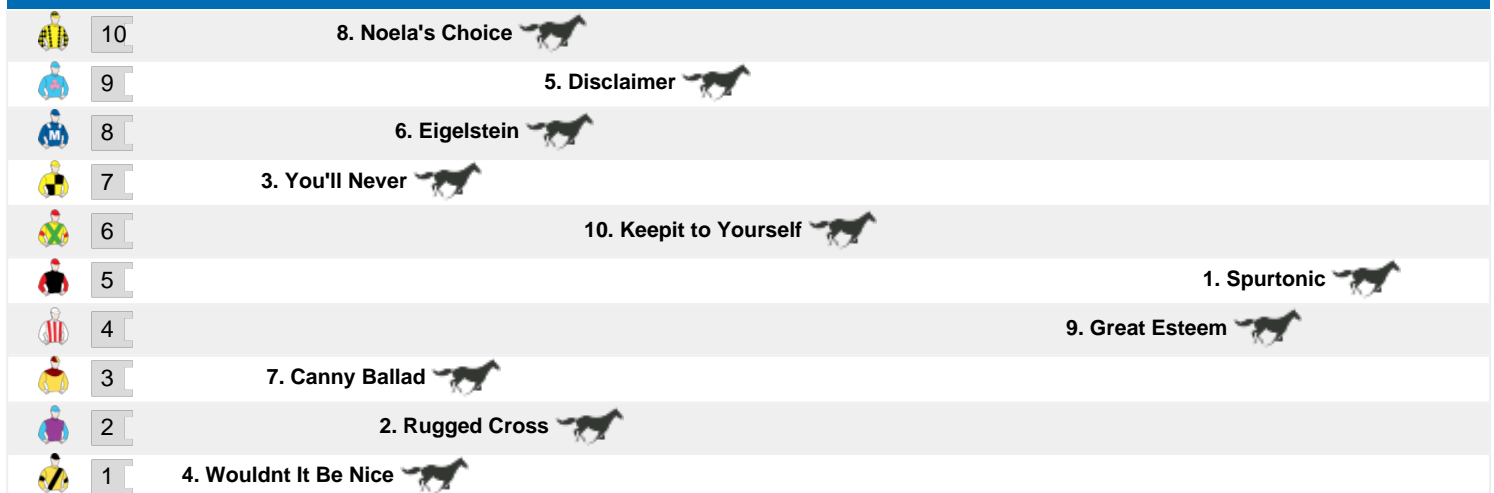 10 8. Noela's Choice
9 5. Disclaimer
M 8 6. Eigelstein
7 3. You'll Never
6 10. Keepit to Yourself
5 1. Spurtonic
4 9. Great Esteem
3 7. Canny Ballad
2 2. Rugged Cross
1 4. Wouldnt It Be Nice